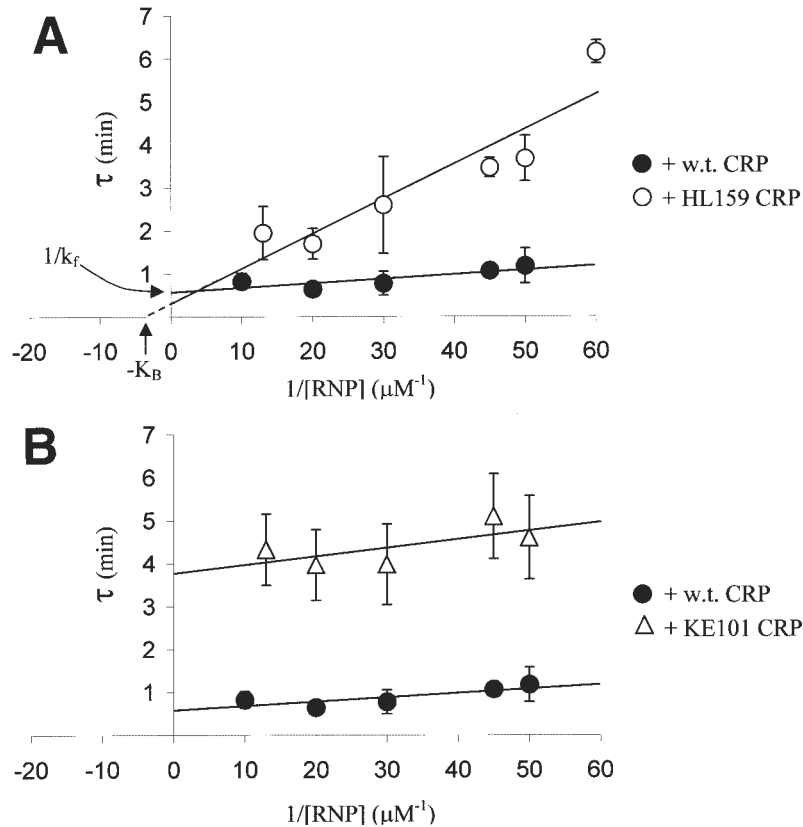 A
7
6
5
4
3
2
1
τ (min)
1/kf
-20 -10 0 10 20 30 40 50 60
-KB
1/[RNP] (μM-1)
+ w.t. CRP
+ HL159 CRP
B
7
6
5
4
3
2
1
τ (min)
-20 -10 0 10 20 30 40 50 60
1/[RNP] (μM-1)
+ w.t. CRP
+ KE101 CRP